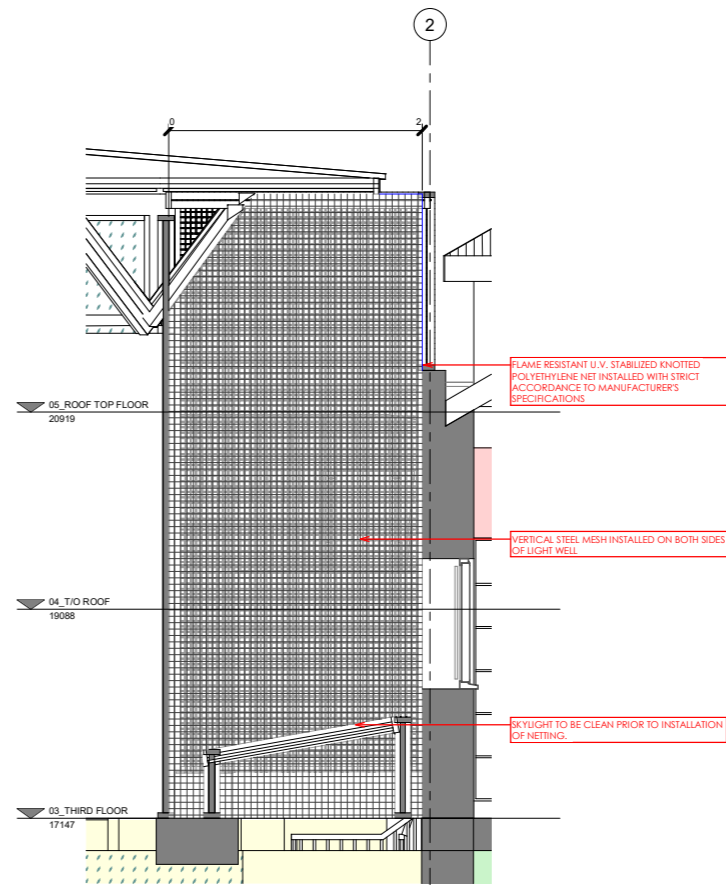 2
0
2
FLAME RESISTANT U.V. STABILIZED KNOTTED
POLYETHYLENE NET INSTALLED WITH STRICT
ACCORDANCE TO MANUFACTURER'S
SPECIFICATIONS
05_ROOF TOP FLOOR
20919
VERTICAL STEEL MESH INSTALLED ON BOTH SIDES
OF LIGHT WELL
04_T/O ROOF
19088
SKYLIGHT TO BE CLEAN PRIOR TO INSTALLATION
OF NETTING.
03_THIRD FLOOR
17147